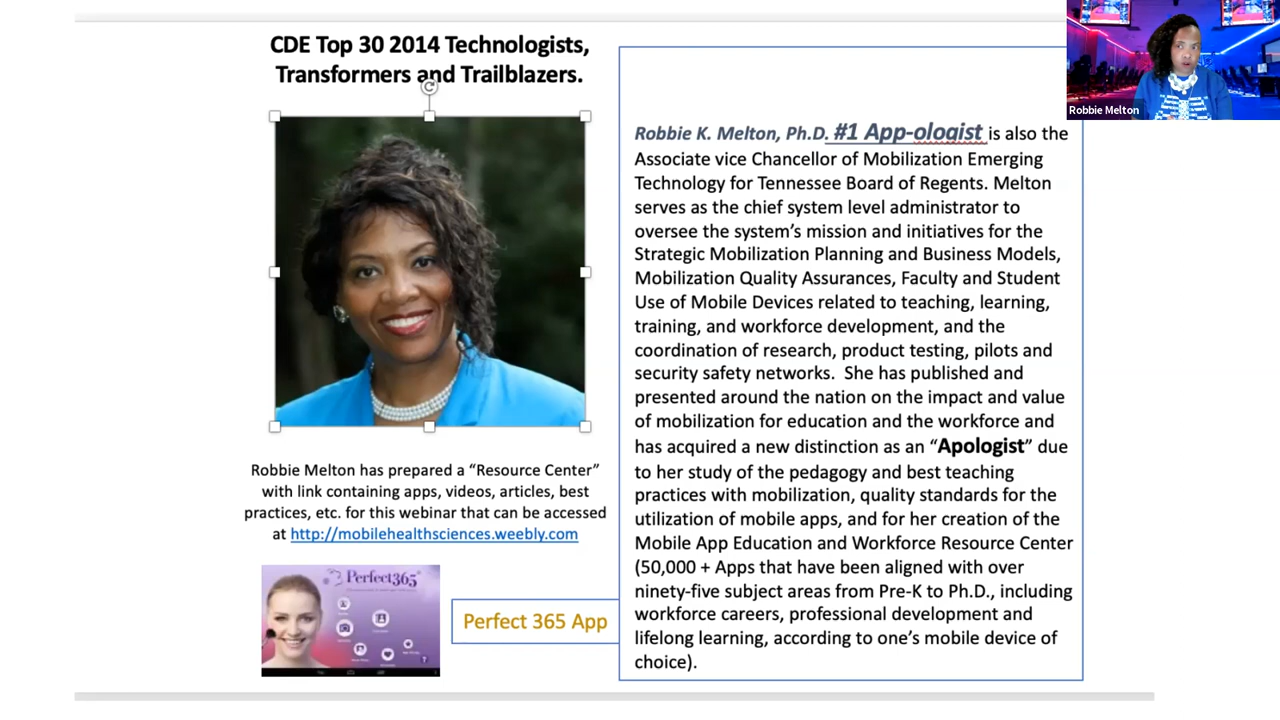 CDE Top 30 2014 Technologists,
Transformers and Trailblazers.
Robbie Melton has prepared a “Resource Center”
with link containing apps, videos, articles, best
practices, etc. for this webinar that can be accessed
at http://mobilehealthsciences.weebly.com
Perfect365
Perfect 365 App
Robbie K. Melton, Ph.D. #1 App-ologist is also the
Associate vice Chancellor of Mobilization Emerging
Technology for Tennessee Board of Regents. Melton
serves as the chief system level administrator to
oversee the system’s mission and initiatives for the
Strategic Mobilization Planning and Business Models,
Mobilization Quality Assurances, Faculty and Student
Use of Mobile Devices related to teaching, learning,
training, and workforce development, and the
coordination of research, product testing, pilots and
security safety networks. She has published and
presented around the nation on the impact and value
of mobilization for education and the workforce and
has acquired a new distinction as an “Apologist” due
to her study of the pedagogy and best teaching
practices with mobilization, quality standards for the
utilization of mobile apps, and for her creation of the
Mobile App Education and Workforce Resource Center
(50,000 + Apps that have been aligned with over
ninety-five subject areas from Pre-K to Ph.D., including
workforce careers, professional development and
lifelong learning, according to one’s mobile device of
choice).
Robbie Melton